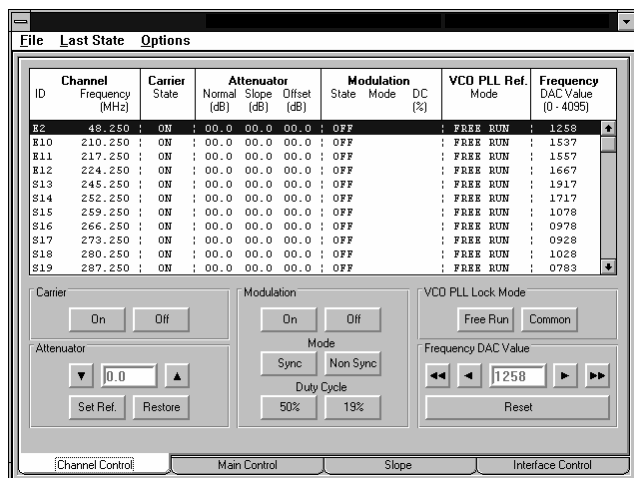 File Last State Options
Channel Carrier Attenuator Modulation VCO PLL Ref. Frequency
ID Frequency State Normal Slope Offset State Mode DC Mode DAC Value
(MHz) (dB) (dB) (dB) (%) (0 - 4095)
E2 48.250 ¦ ON ¦ 00.0 00.0 00.0 ¦ OFF ¦ FREE RUN ¦ 1258
E10 210.250 ¦ ON ¦ 00.0 00.0 00.0 ¦ OFF ¦ FREE RUN ¦ 1537
E11 217.250 ¦ ON ¦ 00.0 00.0 00.0 ¦ OFF ¦ FREE RUN ¦ 1557
E12 224.250 ¦ ON ¦ 00.0 00.0 00.0 ¦ OFF ¦ FREE RUN ¦ 1667
S13 245.250 ¦ ON ¦ 00.0 00.0 00.0 ¦ OFF ¦ FREE RUN ¦ 1917
S14 252.250 ¦ ON ¦ 00.0 00.0 00.0 ¦ OFF ¦ FREE RUN ¦ 1717
S15 259.250 ¦ ON ¦ 00.0 00.0 00.0 ¦ OFF ¦ FREE RUN ¦ 1078
S16 266.250 ¦ ON ¦ 00.0 00.0 00.0 ¦ OFF ¦ FREE RUN ¦ 0978
S17 273.250 ¦ ON ¦ 00.0 00.0 00.0 ¦ OFF ¦ FREE RUN ¦ 0928
S18 280.250 ¦ ON ¦ 00.0 00.0 00.0 ¦ OFF ¦ FREE RUN ¦ 1028
S19 287.250 ¦ ON ¦ 00.0 00.0 00.0 ¦ OFF ¦ FREE RUN ¦ 0783
Carrier Modulation VCO PLL Lock Mode
On Off On Off Free Run Common
Attenuator Mode Frequency DAC Value
0.0 Sync Non Sync 1258
Duty Cycle
Set Ref. Restore 50% 19% Reset
Channel Control Main Control Slope Interface Control